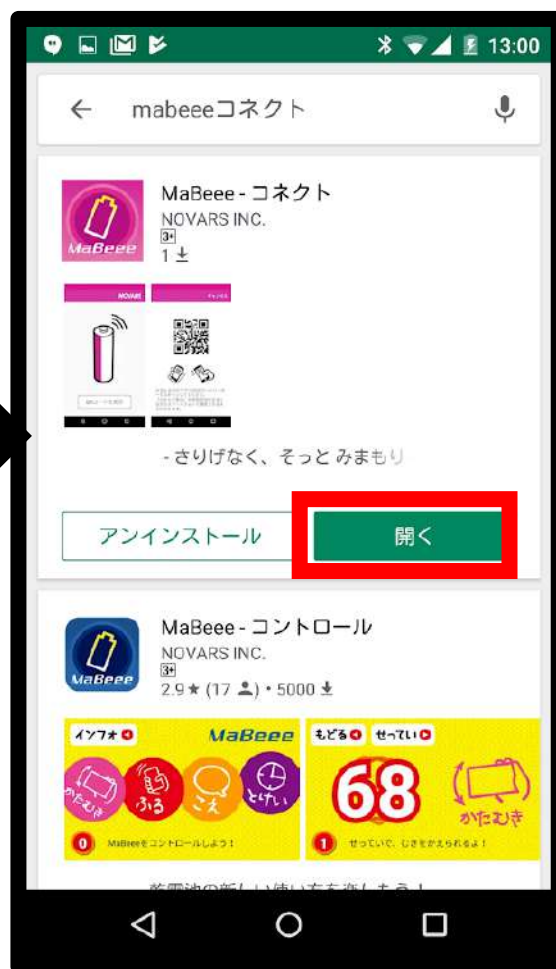 13:00
mabeeeコネクト
MaBeee - コネクト
NOVARS INC.
3+
1
MaBeee
NOVARS
- さりげなく、そっと みまもり
アンインストール
開く
MaBeee - コントロール
NOVARS INC.
3+
2.9★ (17) • 5000
MaBeee
インフォ
MaBeee
もどる
せってい
かたむき
ふる
こえ
とけい
68
かたむき
0
MaBeeeをコントロールしよう!
1
せっていで、むきをかえられるよ!
乾電池の新しい使い方を楽しもう!